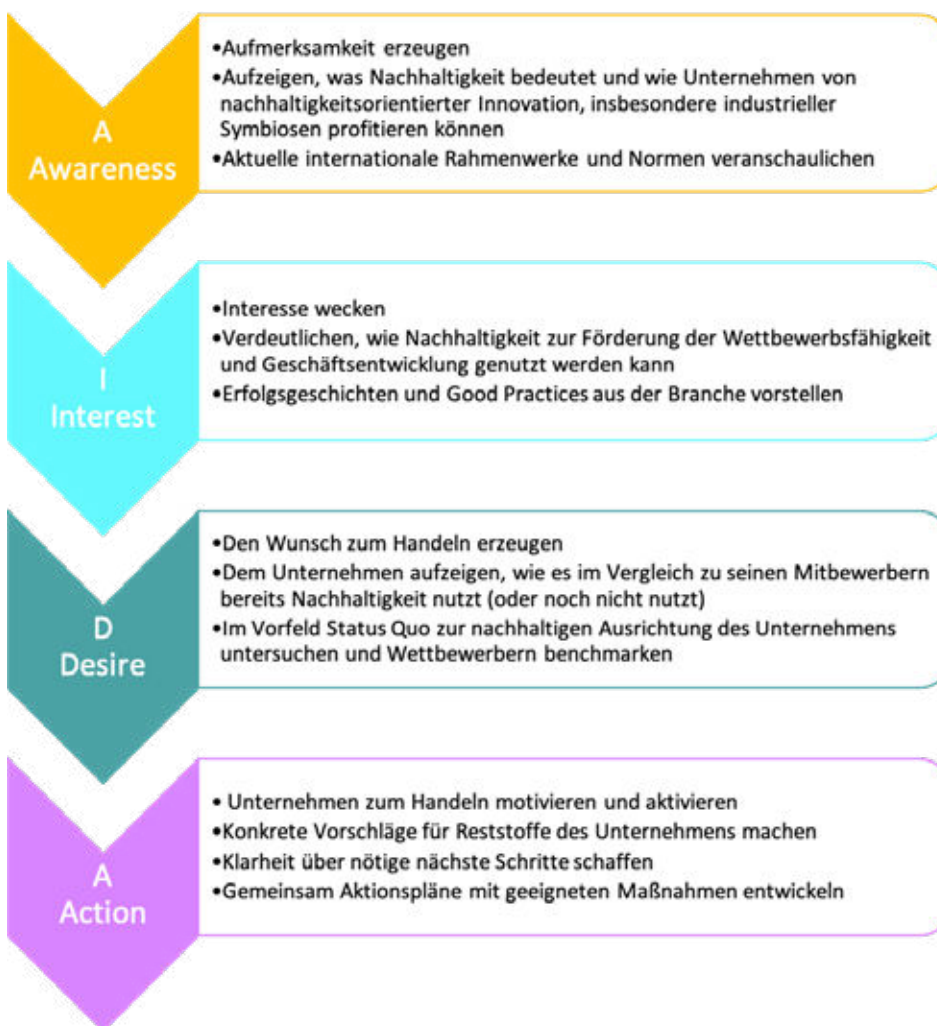 A
Awareness
•Aufmerksamkeit erzeugen
•Aufzeigen, was Nachhaltigkeit bedeutet und wie Unternehmen von
nachhaltigkeitsorientierter Innovation, insbesondere industrieller
Symbiosen profitieren können
•Aktuelle internationale Rahmenwerke und Normen veranschaulichen
I
Interest
•Interesse wecken
•Verdeutlichen, wie Nachhaltigkeit zur Förderung der Wettbewerbsfähigkeit
und Geschäftsentwicklung genutzt werden kann
•Erfolgsgeschichten und Good Practices aus der Branche vorstellen
D
Desire
•Den Wunsch zum Handeln erzeugen
•Dem Unternehmen aufzeigen, wie es im Vergleich zu seinen Mitbewerbern
bereits Nachhaltigkeit nutzt (oder noch nicht nutzt)
•Im Vorfeld Status Quo zur nachhaltigen Ausrichtung des Unternehmens
untersuchen und Wettbewerbern benchmarken
A
Action
• Unternehmen zum Handeln motivieren und aktivieren
•Konkrete Vorschläge für Reststoffe des Unternehmens machen
•Klarheit über nötige nächste Schritte schaffen
•Gemeinsam Aktionspläne mit geeigneten Maßnahmen entwickeln